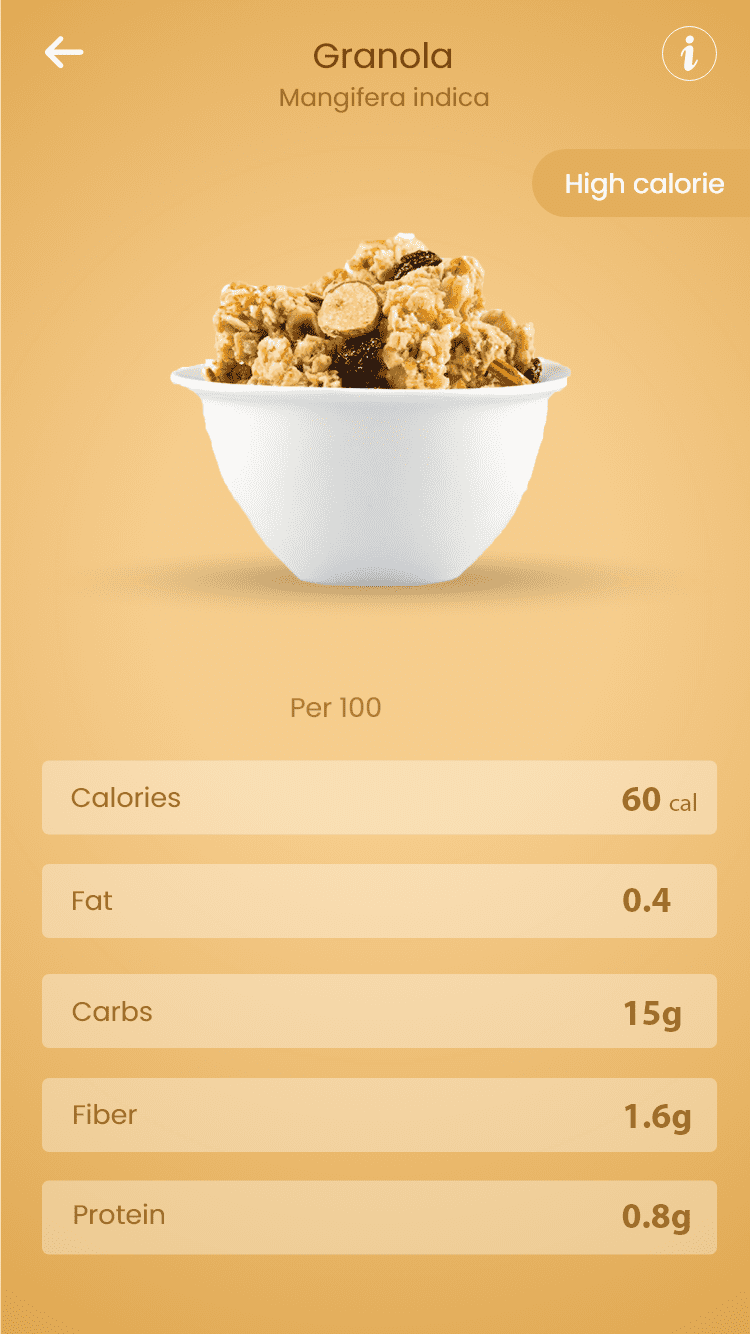 Granola
Mangifera indica
High calorie
Per 100
Calories 60 cal
Fat 0.4
Carbs 15g
Fiber 1.6g
Protein 0.8g